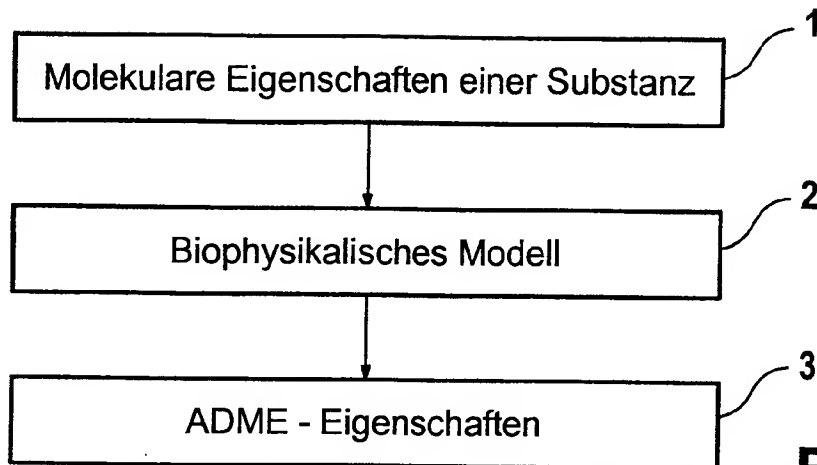 1
Molekulare Eigenschaften einer Substanz
2
Biophysikalisches Modell
3
ADME - Eigenschaften